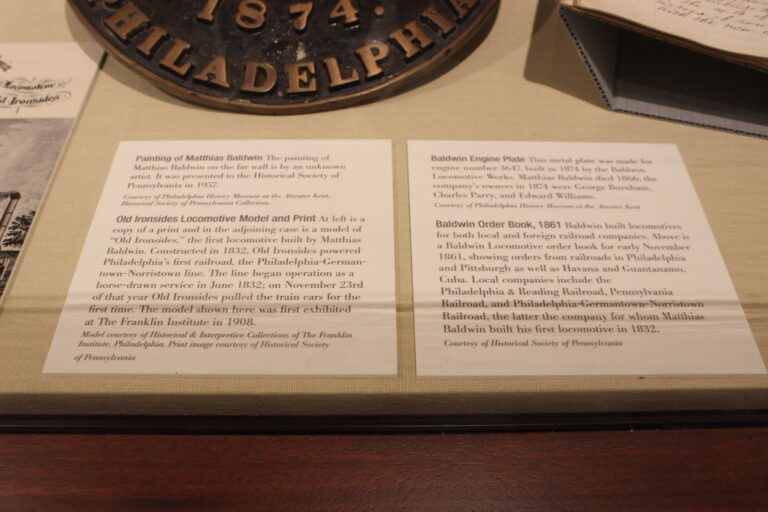 1874.
PHILADELPHIA
Locomotive
Old Ironsides
Painting of Matthias Baldwin The painting of
Matthias Baldwin on the far wall is by an unknown
artist. It was presented to the Historical Society of
Pennsylvania in 1957.
Courtesy of Philadelphia History Museum at the Atwater Kent,
Historical Society of Pennsylvania Collection.
Old Ironsides Locomotive Model and Print At left is a
copy of a print and in the adjoining case is a model of
"Old Ironsides," the first locomotive built by Matthias
Baldwin. Constructed in 1832, Old Ironsides powered
Philadelphia's first railroad, the Philadelphia-German-
town-Norristown line. The line began operation as a
horse-drawn service in June 1832; on November 23rd
of that year Old Ironsides pulled the train cars for the
first time. The model shown here was first exhibited
at The Franklin Institute in 1908.
Model courtesy of Historical & Interpretive Collections of The Franklin
Institute, Philadelphia. Print image courtesy of Historical Society
of Pennsylvania
Baldwin Engine Plate This metal plate was made for
engine number 3647, built in 1874 by the Baldwin
Locomotive Works. Matthias Baldwin died 1866; the
company's owners in 1874 were George Burnham,
Charles Parry, and Edward Williams.
Courtesy of Philadelphia History Museum at the Atwater Kent
Baldwin Order Book, 1861 Baldwin built locomotives
for both local and foreign railroad companies. Above is
a Baldwin Locomotive order book for early November
1861, showing orders from railroads in Philadelphia
and Pittsburgh as well as Havana and Guantanamo,
Cuba. Local companies include the
Philadelphia & Reading Railroad, Pennsylvania
Railroad, and Philadelphia-Germantown-Norristown
Railroad, the latter the company for whom Matthias
Baldwin built his first locomotive in 1832.
Courtesy of Historical Society of Pennsylvania